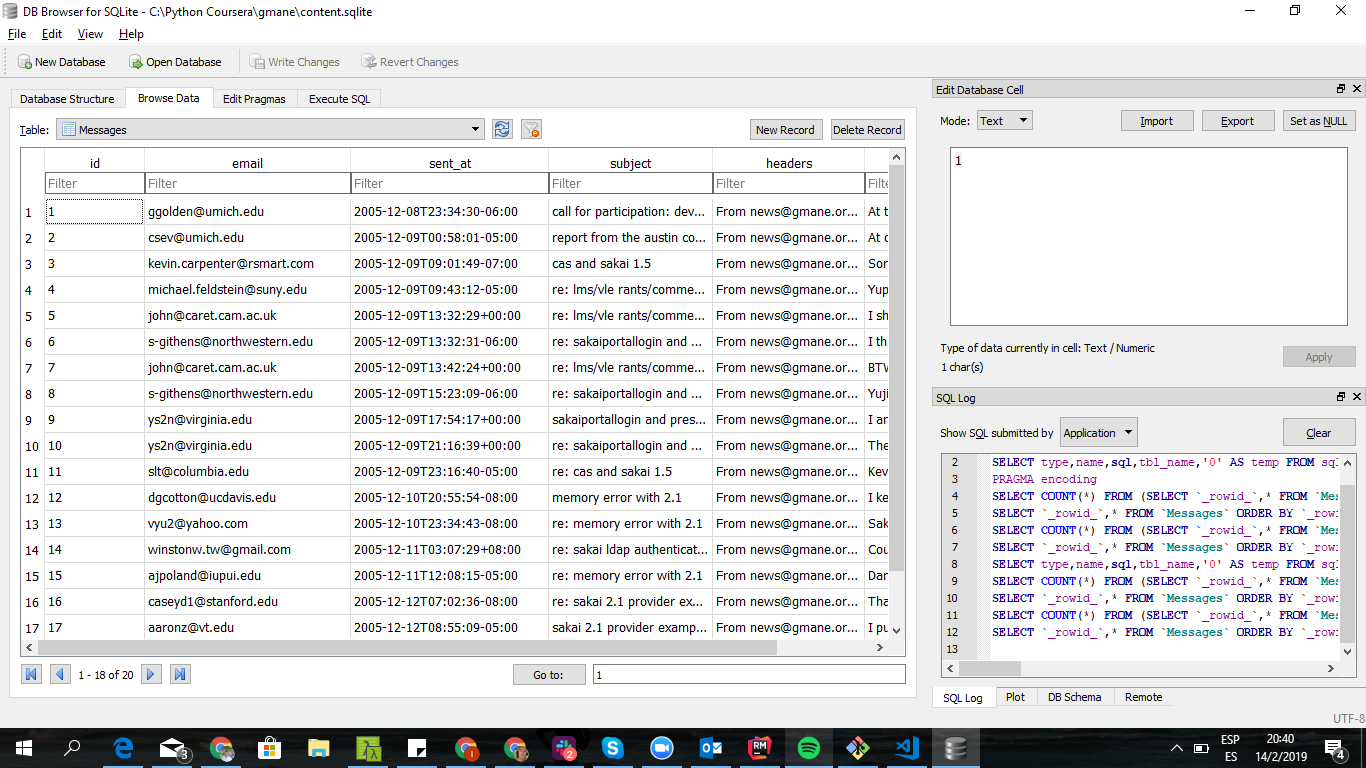 DB Browser for SQLite - C:\Python Coursera\gmane\content.sqlite
File Edit View Help
New Database Open Database Write Changes Revert Changes
Database Structure Browse Data Edit Pragmas Execute SQL
Table: Messages New Record Delete Record
id email sent_at subject headers
Filter Filter Filter Filter Filter Filte
1 1 ggolden@umich.edu 2005-12-08T23:34:30-06:00 call for participation: dev... From news@gmane.or... At t
2 2 csev@umich.edu 2005-12-09T00:58:01-05:00 report from the austin co... From news@gmane.or... At c
3 3 kevin.carpenter@rsmart.com 2005-12-09T09:01:49-07:00 cas and sakai 1.5 From news@gmane.or... Sor
4 4 michael.feldstein@suny.edu 2005-12-09T09:43:12-05:00 re: lms/vle rants/comme... From news@gmane.or... Yup
5 5 john@caret.cam.ac.uk 2005-12-09T13:32:29+00:00 re: lms/vle rants/comme... From news@gmane.or... I sh
6 6 s-githens@northwestern.edu 2005-12-09T13:32:31-06:00 re: sakaiportallogin and ... From news@gmane.or... I th
7 7 john@caret.cam.ac.uk 2005-12-09T13:42:24+00:00 re: lms/vle rants/comme... From news@gmane.or... BTW
8 8 s-githens@northwestern.edu 2005-12-09T15:23:09-06:00 re: sakaiportallogin and ... From news@gmane.or... Yuji
9 9 ys2n@virginia.edu 2005-12-09T17:54:17+00:00 sakaiportallogin and pres... From news@gmane.or... I ar
10 10 ys2n@virginia.edu 2005-12-09T21:16:39+00:00 re: sakaiportallogin and ... From news@gmane.or... The
11 11 slt@columbia.edu 2005-12-09T23:16:40-05:00 re: cas and sakai 1.5 From news@gmane.or... Kev
12 12 dgcotton@ucdavis.edu 2005-12-10T20:55:54-08:00 memory error with 2.1 From news@gmane.or... I ke
13 13 vyu2@yahoo.com 2005-12-10T23:34:43-08:00 re: memory error with 2.1 From news@gmane.or... Sak
14 14 winstonw.tw@gmail.com 2005-12-11T03:07:29+08:00 re: sakai ldap authenticat... From news@gmane.or... Cou
15 15 ajpoland@iupui.edu 2005-12-11T12:08:15-05:00 re: memory error with 2.1 From news@gmane.or... Dar
16 16 caseyd1@stanford.edu 2005-12-12T07:02:36-08:00 re: sakai 2.1 provider ex... From news@gmane.or... Tha
17 17 aaronz@vt.edu 2005-12-12T08:55:09-05:00 sakai 2.1 provider examp... From news@gmane.or... I pu
1 - 18 of 20 Go to: 1
Edit Database Cell
Mode: Text Import Export Set as NULL
1
Type of data currently in cell: Text / Numeric
1 char(s)
Apply
SQL Log
Show SQL submitted by Application Clear
2 SELECT type,name,sql,tbl_name,'0' AS temp FROM sql
3 PRAGMA encoding
4 SELECT COUNT(*) FROM (SELECT `_rowid_`,* FROM `Mes
5 SELECT `_rowid_`,* FROM `Messages` ORDER BY `_rowi
6 SELECT COUNT(*) FROM (SELECT `_rowid_`,* FROM `Mes
7 SELECT `_rowid_`,* FROM `Messages` ORDER BY `_rowi
8 SELECT type,name,sql,tbl_name,'0' AS temp FROM sql
9 SELECT COUNT(*) FROM (SELECT `_rowid_`,* FROM `Mes
10 SELECT `_rowid_`,* FROM `Messages` ORDER BY `_rowi
11 SELECT COUNT(*) FROM (SELECT `_rowid_`,* FROM `Mes
12 SELECT `_rowid_`,* FROM `Messages` ORDER BY `_rowi
13
SQL Log Plot DB Schema Remote
UTF-8
3 1 2 RM ESP 20:40
ES 14/2/2019 4